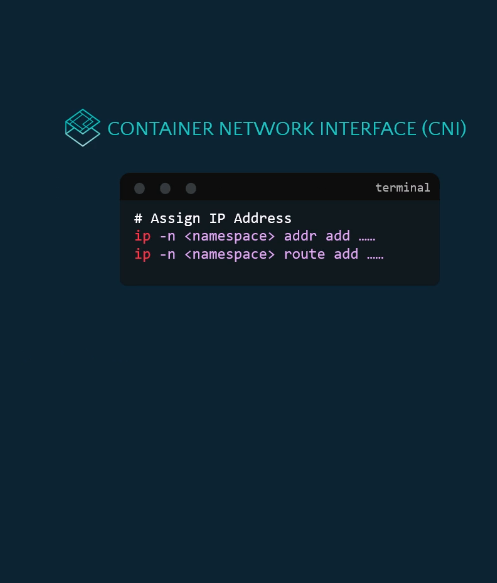 CONTAINER NETWORK INTERFACE (CNI)
terminal
# Assign IP Address
ip -n <namespace> addr add ……
ip -n <namespace> route add ……